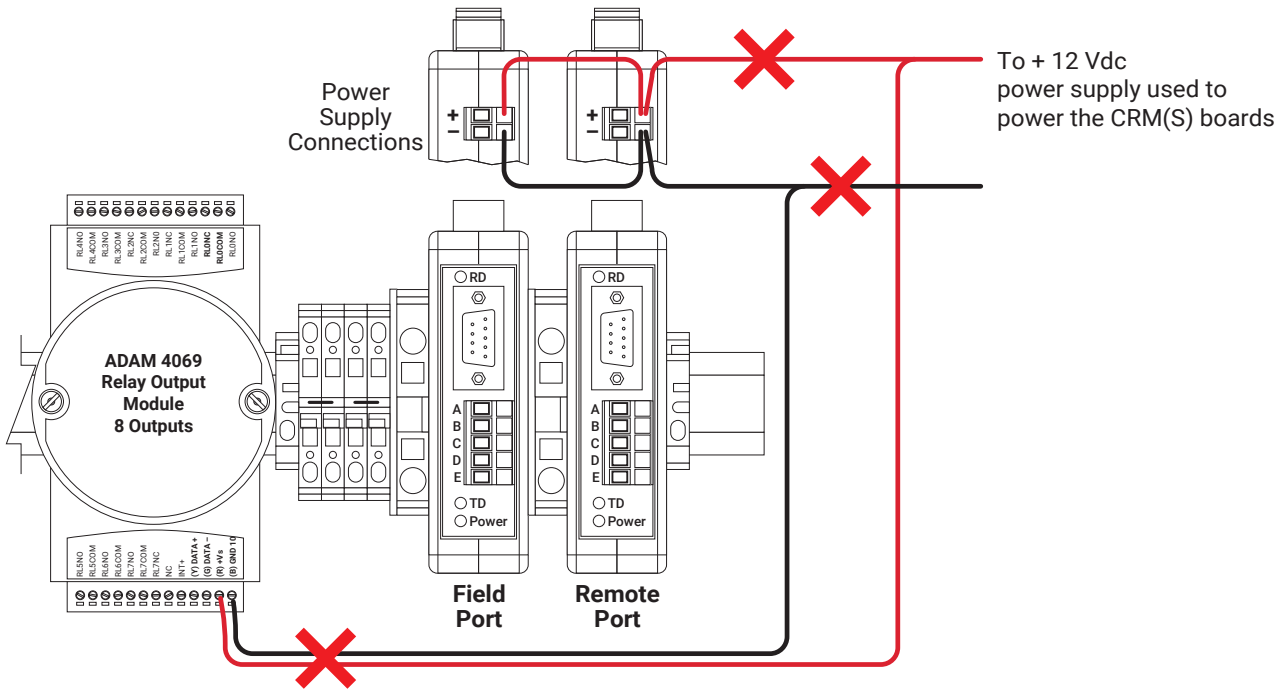 Power
Supply
Connections
+
–
+
–
To + 12 Vdc
power supply used to
power the CRM(S) boards
RL4NO
RL4COM
RL3NO
RL3COM
RL2NC
RL2COM
RL2NO
RL1NC
RL1COM
RL1NO
RL0NC
RL0COM
RL0NO
ADAM 4069
Relay Output
Module
8 Outputs
RL5NO
RL5COM
RL6NO
RL6COM
RL7NO
RL7COM
RL7NC
NC
INT+
(Y) DATA +
(G) DATA –
(R) +Vs
(B) GND 10
RD
A
B
C
D
E
TD
Power
Field
Port
RD
A
B
C
D
E
TD
Power
Remote
Port